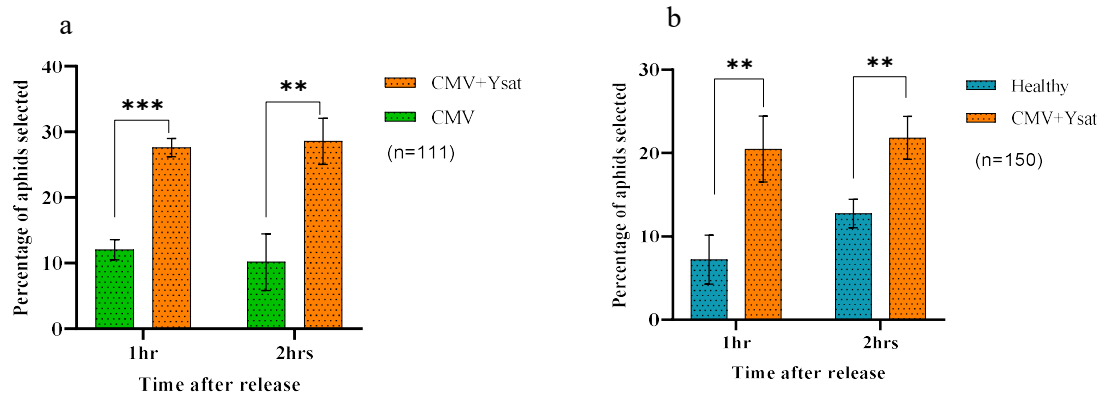 a
Percentage of aphids selected
40
30
20
10
0
***
**
1hr
2hrs
Time after release
CMV+Ysat
CMV
(n=111)
b
Percentage of aphids selected
30
20
10
0
**
**
1hr
2hrs
Time after release
Healthy
CMV+Ysat
(n=150)